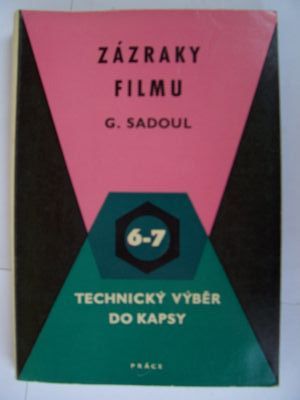 ZÁZRAKY
FILMU
G. SADOUL
6-7
TECHNICKÝ VÝBĚR
DO KAPSY
PRÁCE